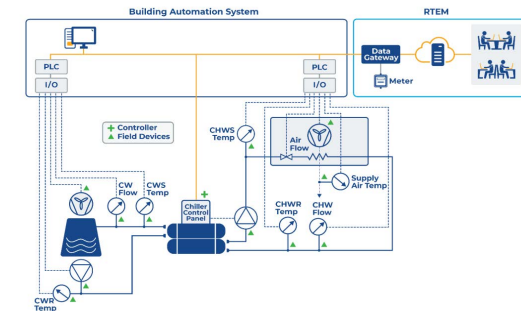 Building Automation System
RTEM
PLC
I/O
PLC
I/O
Data
Gateway
Meter
Controller
Field Devices
CHWS
Temp
Air
Flow
Supply
Air Temp
CW
Flow
CWS
Temp
Chiller
Control
Panel
CHWR
Temp
CHW
Flow
CWR
Temp